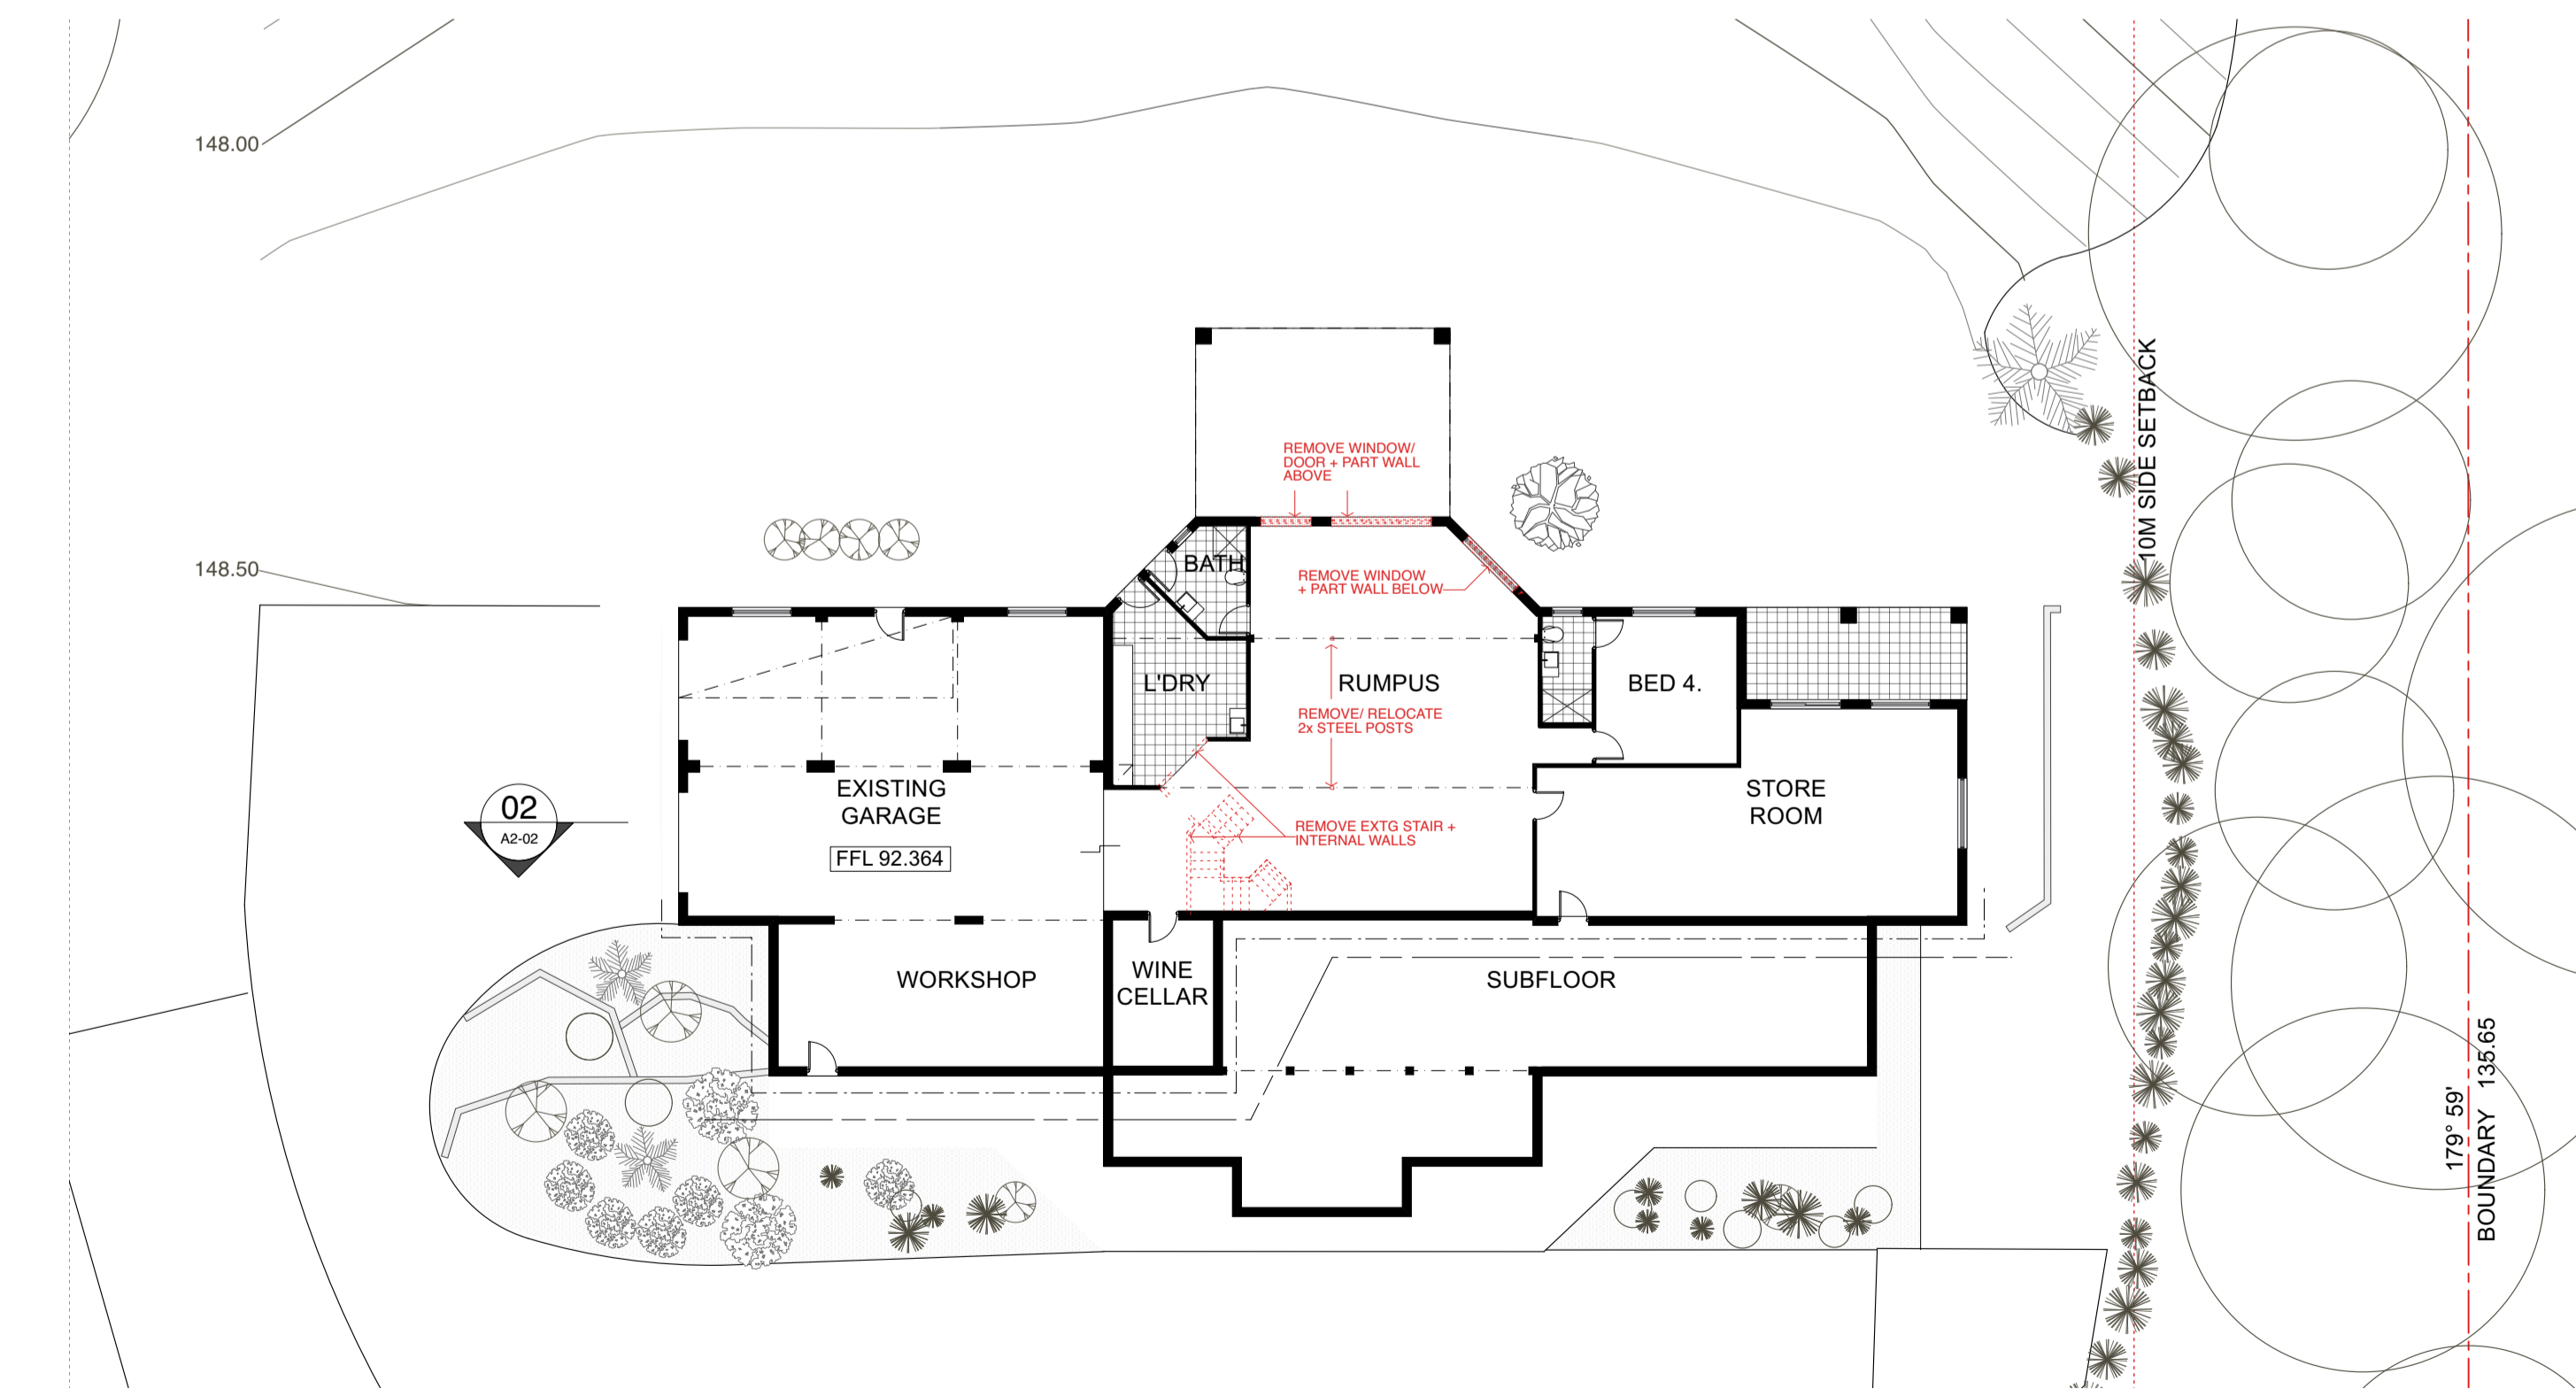 148.00
10M SIDE SETBACK
REMOVE WINDOW/
DOOR + PART WALL
ABOVE
148.50
BATH
REMOVE WINDOW
+ PART WALL BELOW
L'DRY
RUMPUS
BED 4.
REMOVE/ RELOCATE
2x STEEL POSTS
EXISTING
GARAGE
STORE
ROOM
02
A2-02
REMOVE EXTG STAIR +
INTERNAL WALLS
FFL 92.364
WORKSHOP
WINE
CELLAR
SUBFLOOR
179° 59'
BOUNDARY 135.65